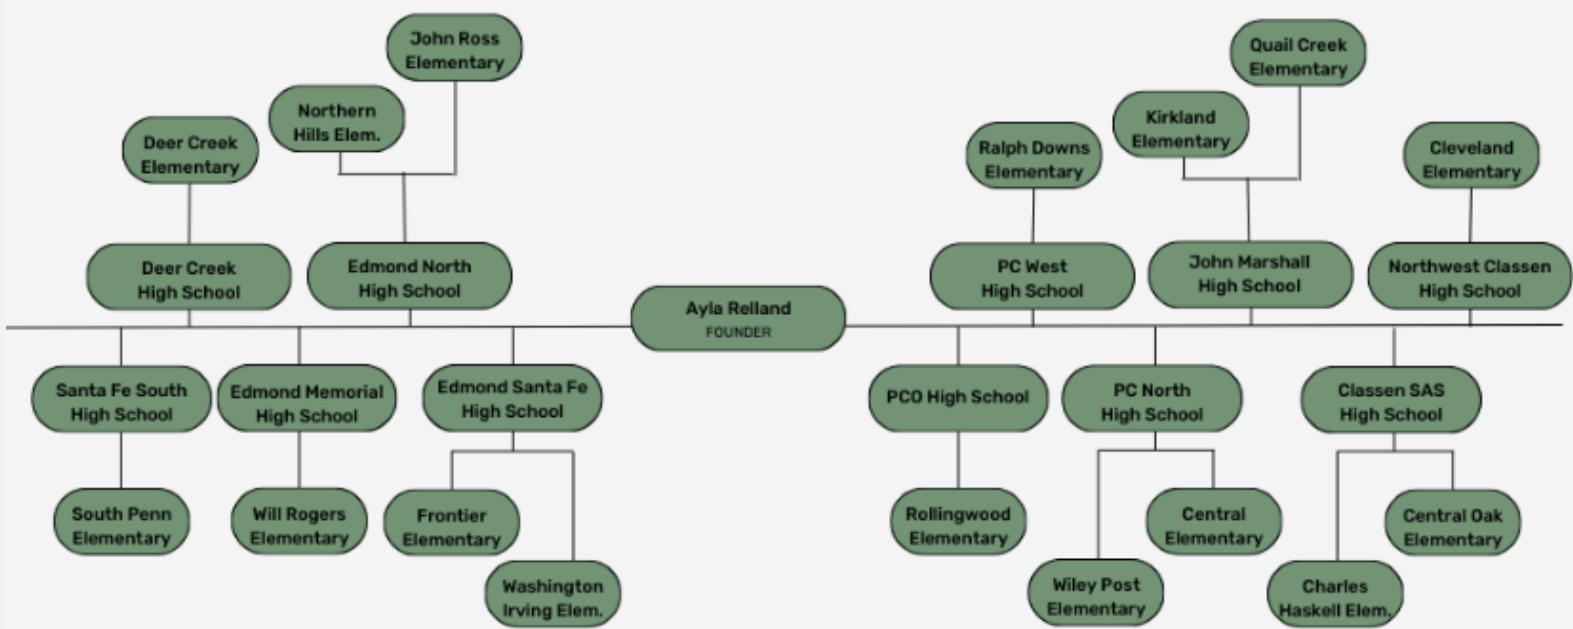 John Ross
Elementary
Quail Creek
Elementary
Northern
Hills Elem.
Kirkland
Elementary
Deer Creek
Elementary
Ralph Downs
Elementary
Cleveland
Elementary
Deer Creek
High School
Edmond North
High School
PC West
High School
John Marshall
High School
Northwest Classen
High School
Ayla Relland
FOUNDER
Santa Fe South
High School
Edmond Memorial
High School
Edmond Santa Fe
High School
PCO High School
PC North
High School
Classen SAS
High School
South Penn
Elementary
Will Rogers
Elementary
Frontier
Elementary
Rollingwood
Elementary
Central
Elementary
Central Oak
Elementary
Washington
Irving Elem.
Wiley Post
Elementary
Charles
Haskell Elem.